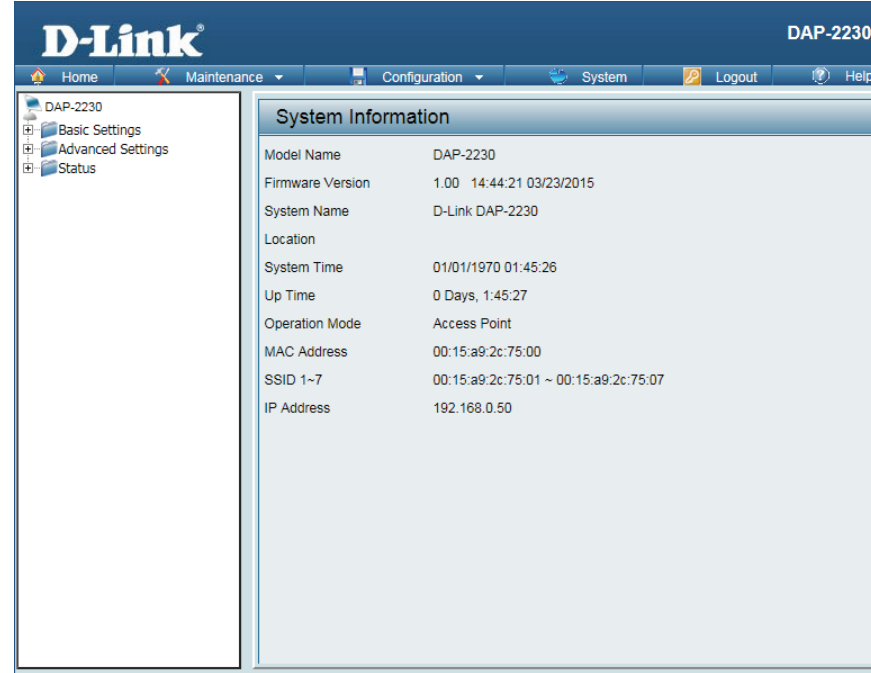 D-Link®
DAP-2230
Home Maintenance Configuration System Logout Help
DAP-2230
Basic Settings
Advanced Settings
Status
System Information
Model Name DAP-2230
Firmware Version 1.00 14:44:21 03/23/2015
System Name D-Link DAP-2230
Location
System Time 01/01/1970 01:45:26
Up Time 0 Days, 1:45:27
Operation Mode Access Point
MAC Address 00:15:a9:2c:75:00
SSID 1~7 00:15:a9:2c:75:01 ~ 00:15:a9:2c:75:07
IP Address 192.168.0.50